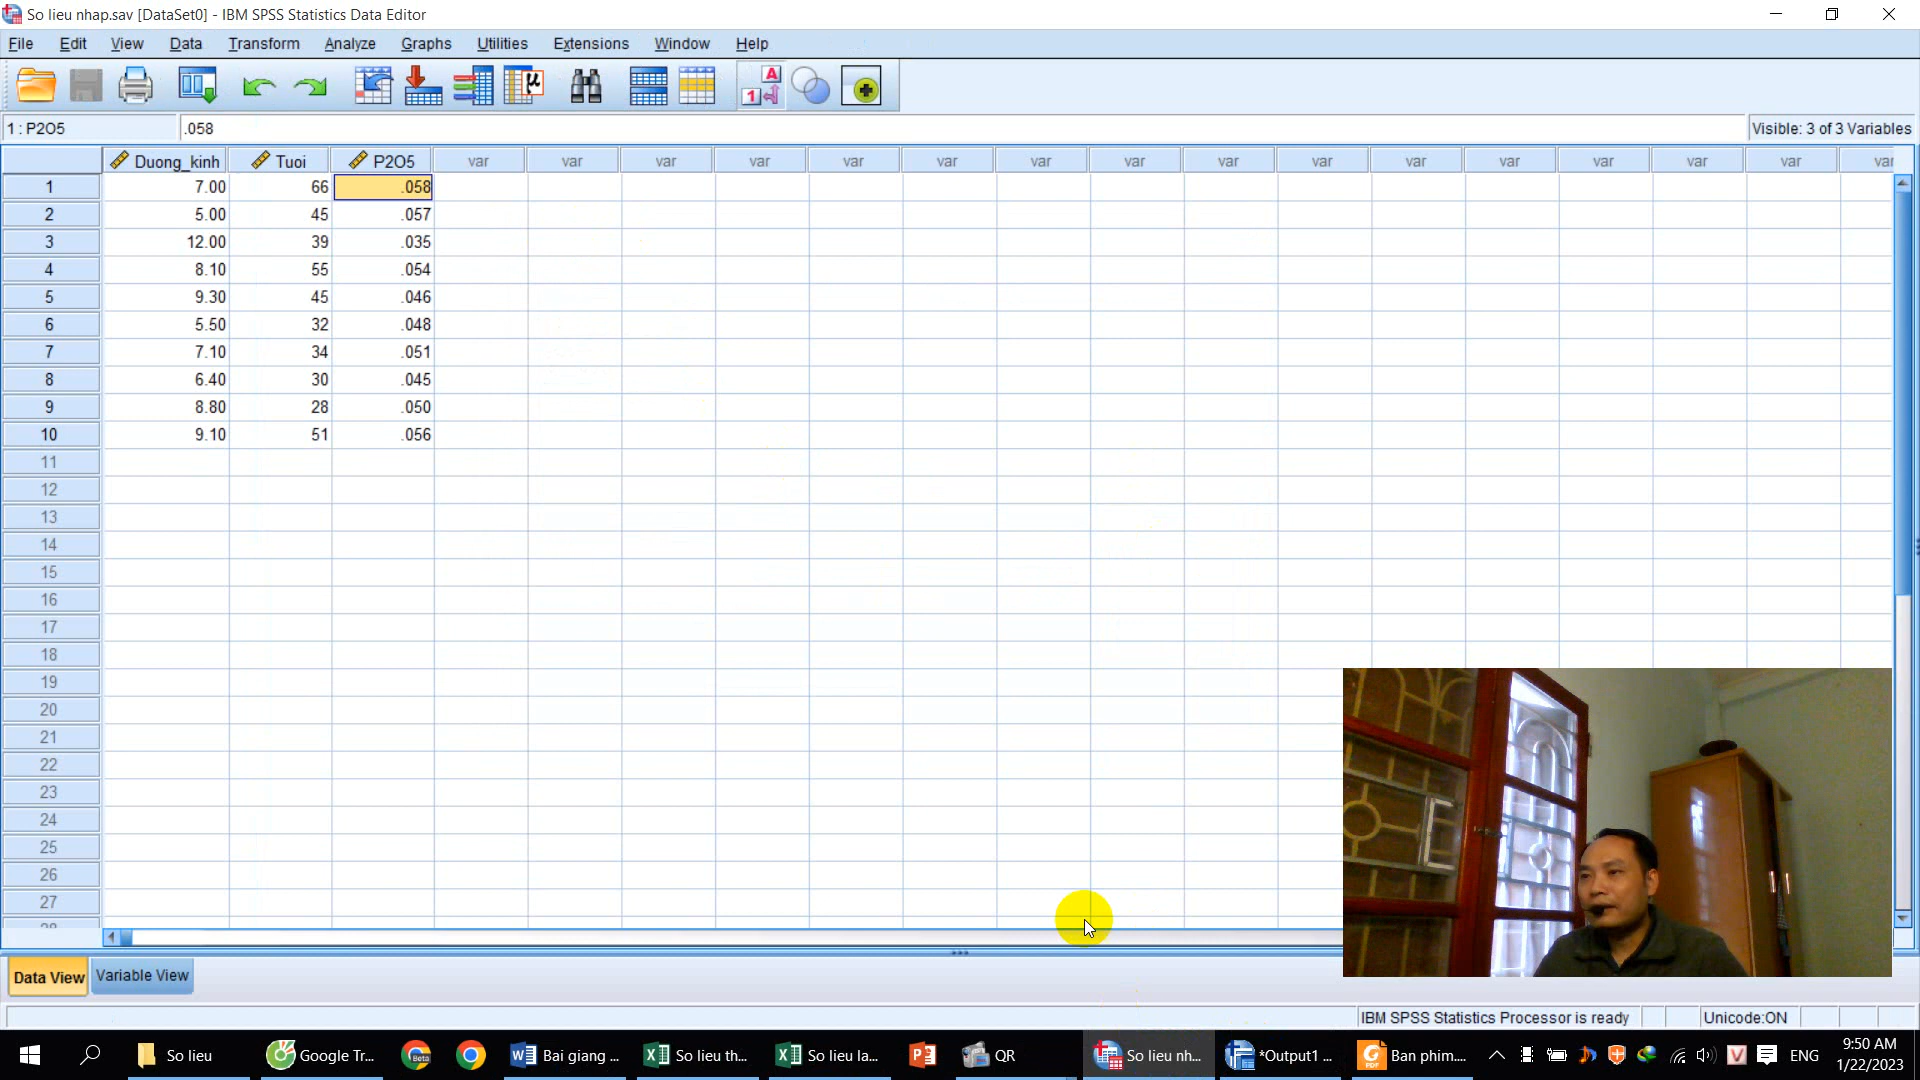 So lieu nhap.sav [DataSet0] - IBM SPSS Statistics Data Editor
File Edit View Data Transform Analyze Graphs Utilities Extensions Window Help
1 : P2O5 .058 Visible: 3 of 3 Variables
Duong_kinh Tuoi P2O5 var var var var var var var var var var var var var var var var
1 7.00 66 .058
2 5.00 45 .057
3 12.00 39 .035
4 8.10 55 .054
5 9.30 45 .046
6 5.50 32 .048
7 7.10 34 .051
8 6.40 30 .045
9 8.80 28 .050
10 9.10 51 .056
11
12
13
14
15
16
17
18
19
20
21
22
23
24
25
26
27
28
Data View Variable View
IBM SPSS Statistics Processor is ready Unicode:ON
So lieu Google Tr... Beta Bai giang ... So lieu th... So lieu la... QR So lieu nh... *Output1 ... Ban phim.... ENG 9:50 AM
1/22/2023